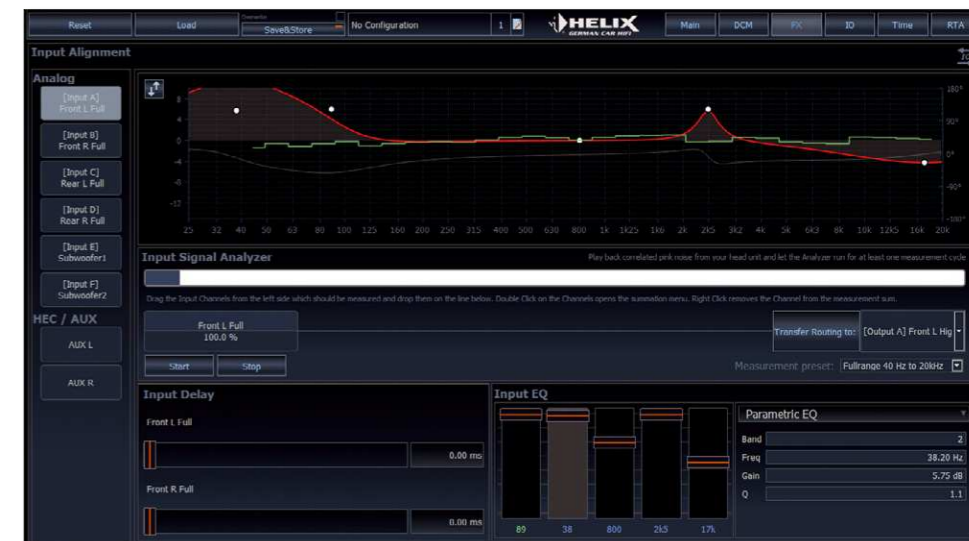 Reset Load Overwrite Save&Store No Configuration 1 HELIX GERMAN CAR HIFI Main DCM FX IO Time RTA
Input Alignment
Analog
[Input A]
Front L Full
[Input B]
Front R Full
[Input C]
Rear L Full
[Input D]
Rear R Full
[Input E]
Subwoofer1
[Input F]
Subwoofer2
HEC / AUX
AUX L
AUX R
8
4
0
-4
-8
-12
180°
90°
0°
-90°
-180°
25 32 40 50 63 80 100 125 160 200 250 315 400 500 630 800 1k 1k25 1k6 2k 2k5 3k2 4k 5k 6k3 8k 10k 12k5 16k 20k
Input Signal Analyzer
Play back correlated pink noise from your head unit and let the Analyzer run for at least one measurement cycle
Drag the Input Channels from the left side which should be measured and drop them on the line below. Double Click on the Channels opens the summation menu. Right Click removes the Channel from the measurement sum.
Front L Full
100.0 %
Transfer Routing to: [Output A] Front L Hig
Start Stop
Measurement preset: Fullrange 40 Hz to 20kHz
Input Delay
Front L Full
0.00 ms
Front R Full
0.00 ms
Input EQ
89 38 800 2k5 17k
Parametric EQ
Band 2
Freq 38.20 Hz
Gain 5.75 dB
Q 1.1